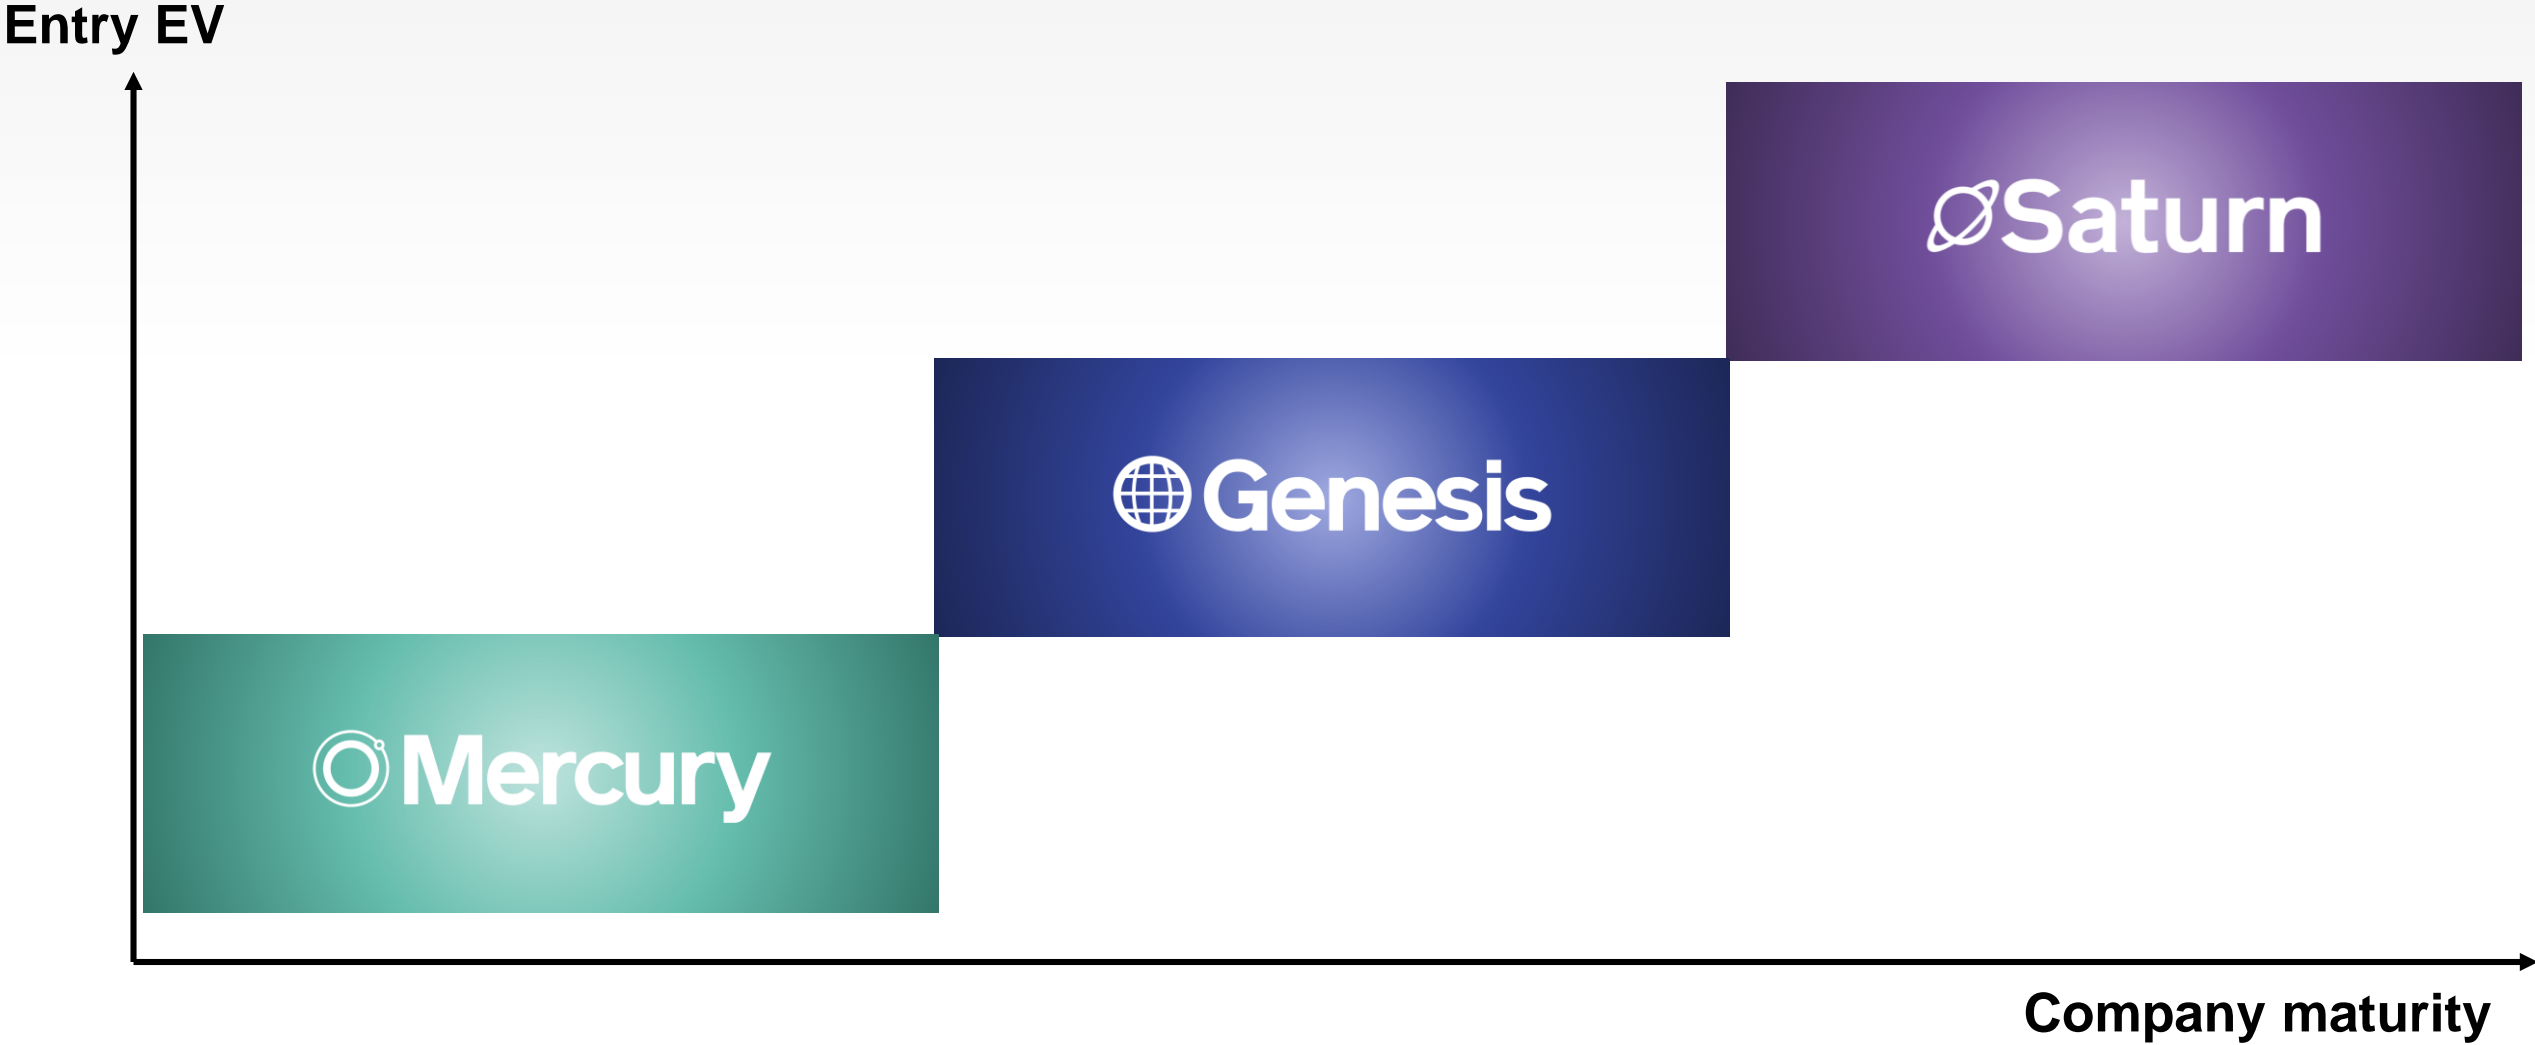 Entry EV
Saturn
Genesis
Mercury
Company maturity